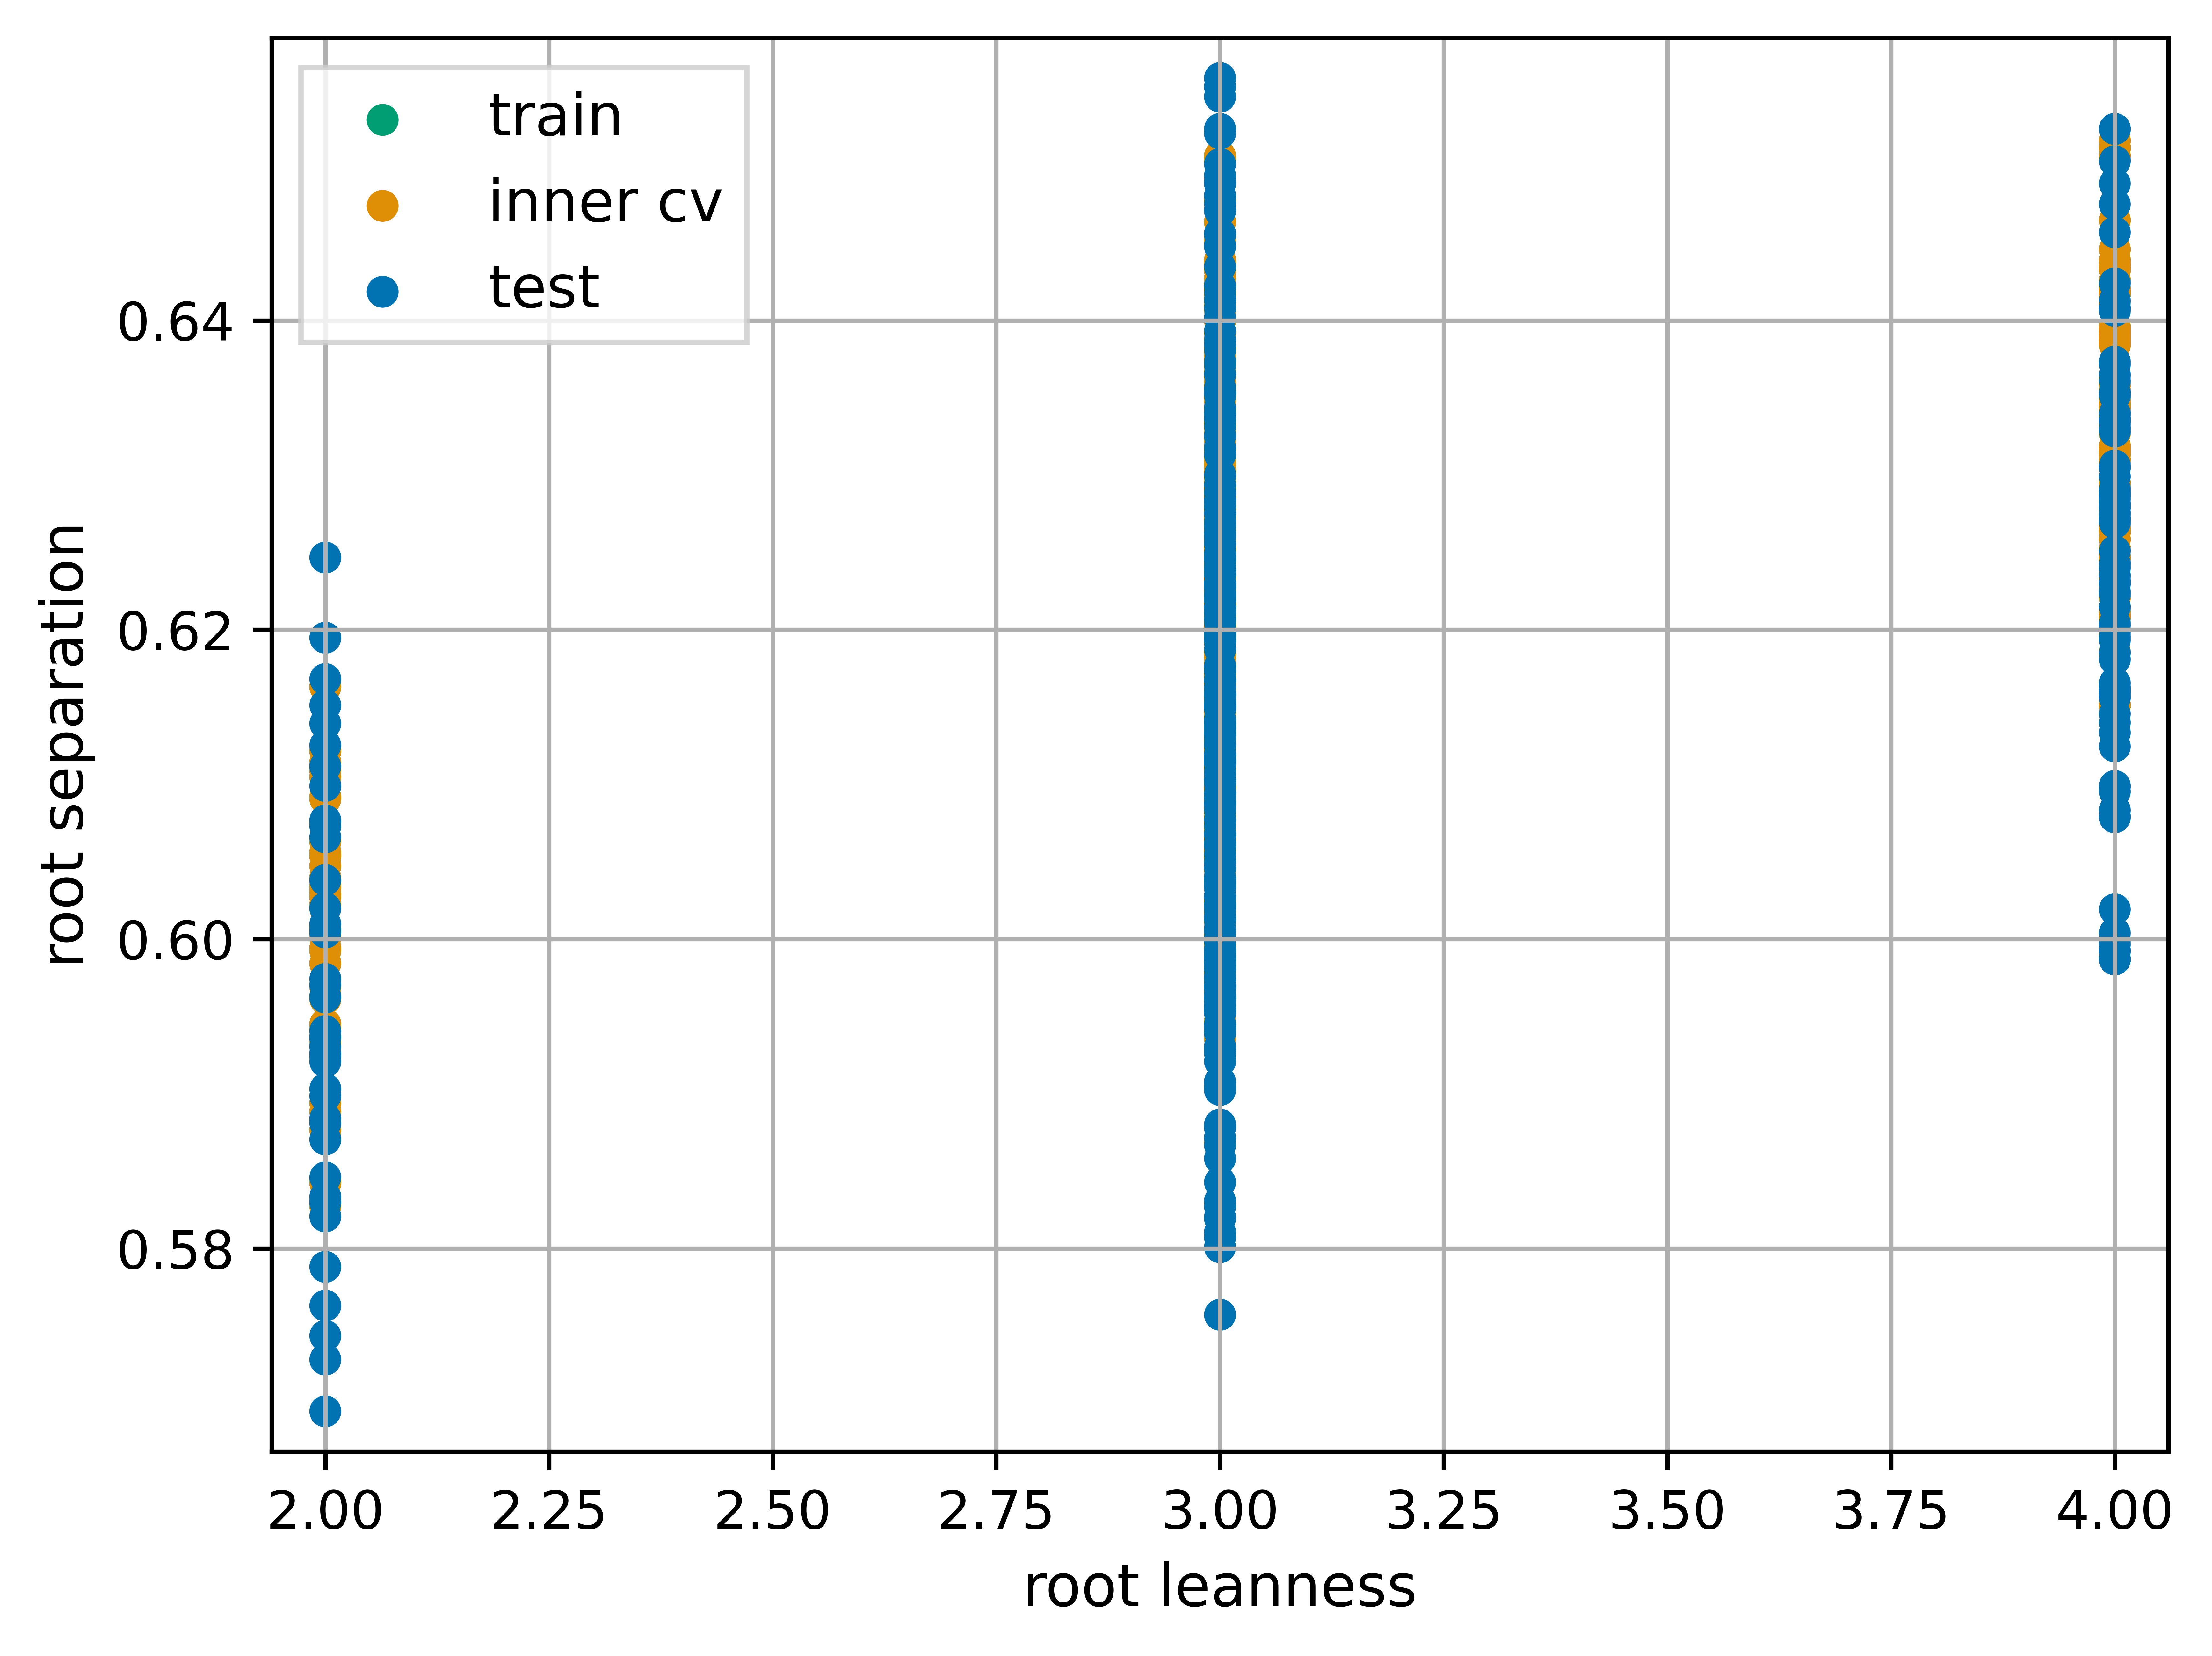 train
inner cv
test
root separation
0.64
0.62
0.60
0.58
2.00 2.25 2.50 2.75 3.00 3.25 3.50 3.75 4.00
root leanness